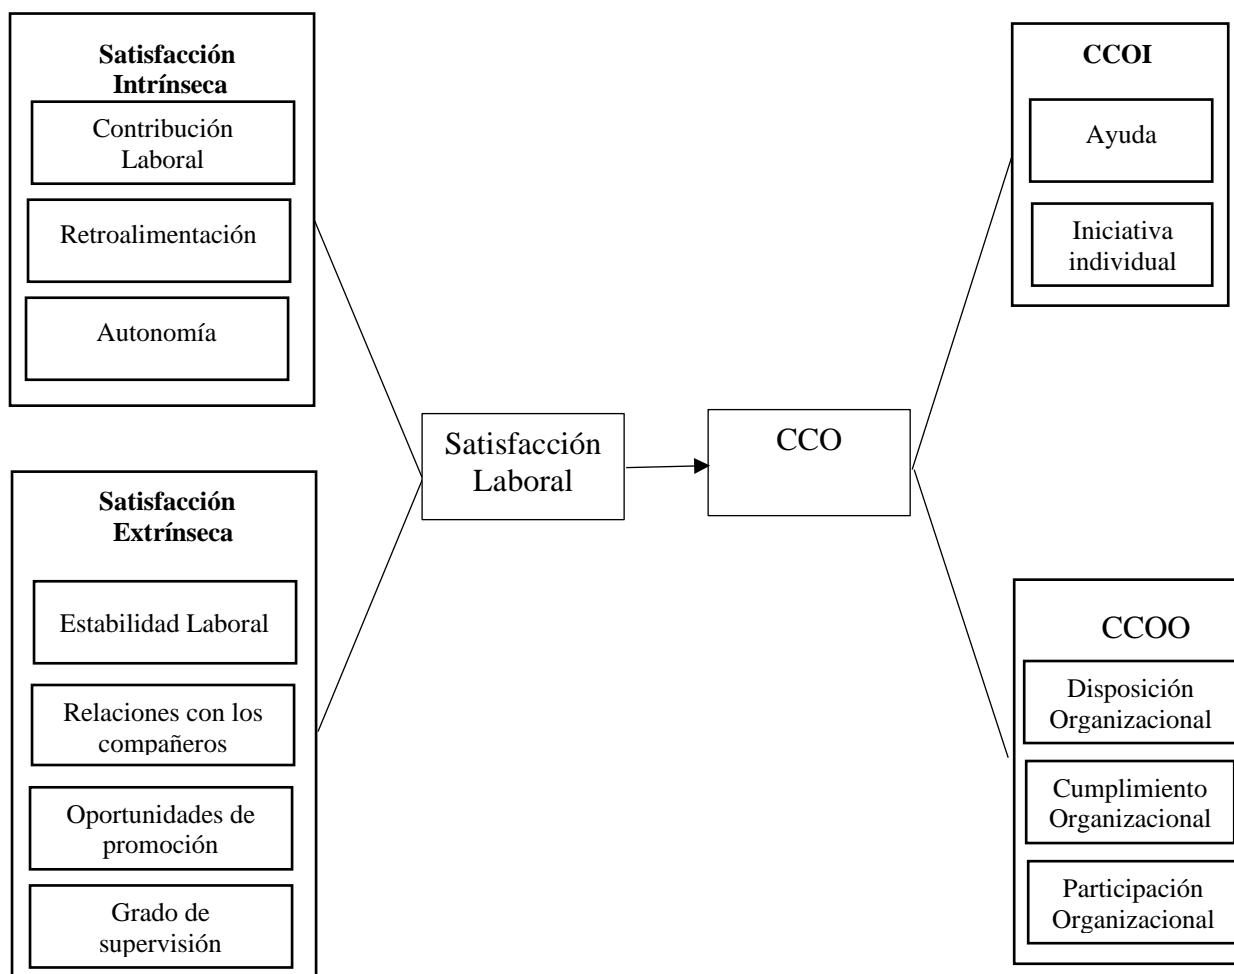 Satisfacción
Intrínseca
Contribución
Laboral
Retroalimentación
Autonomía
Satisfacción
Extrínseca
Estabilidad Laboral
Relaciones con los
compañeros
Oportunidades de
promoción
Grado de
supervisión
Satisfacción
Laboral
CCO
CCOI
Ayuda
Iniciativa
individual
CCOO
Disposición
Organizacional
Cumplimiento
Organizacional
Participación
Organizacional